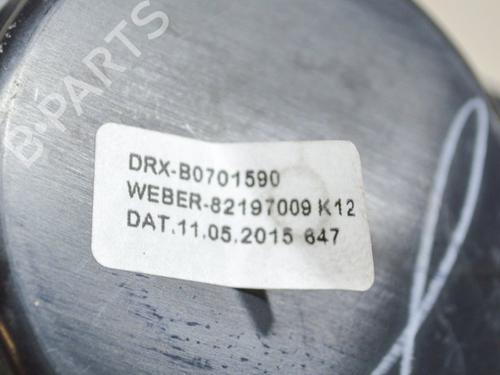 B-PARTS
DRX-B0701590
WEBER-82197009 K12
DAT.11.05.2015 647